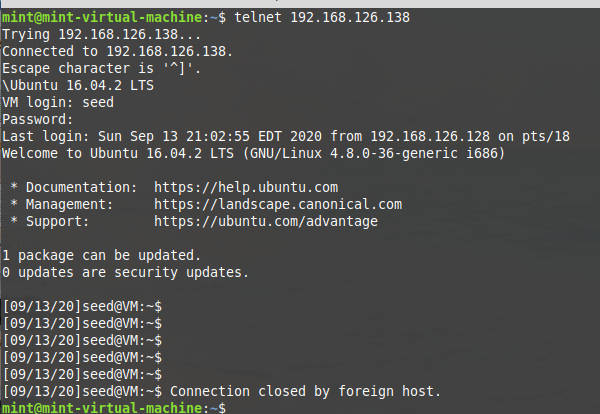 mint@mint-virtual-machine:~$ telnet 192.168.126.138
Trying 192.168.126.138...
Connected to 192.168.126.138.
Escape character is '^]'.
\Ubuntu 16.04.2 LTS
VM login: seed
Password:
Last login: Sun Sep 13 21:02:55 EDT 2020 from 192.168.126.128 on pts/18
Welcome to Ubuntu 16.04.2 LTS (GNU/Linux 4.8.0-36-generic i686)
* Documentation:  https://help.ubuntu.com
* Management:     https://landscape.canonical.com
* Support:        https://ubuntu.com/advantage
1 package can be updated.
0 updates are security updates.
[09/13/20]seed@VM:~$
[09/13/20]seed@VM:~$
[09/13/20]seed@VM:~$
[09/13/20]seed@VM:~$
[09/13/20]seed@VM:~$
[09/13/20]seed@VM:~$ Connection closed by foreign host.
mint@mint-virtual-machine:~$